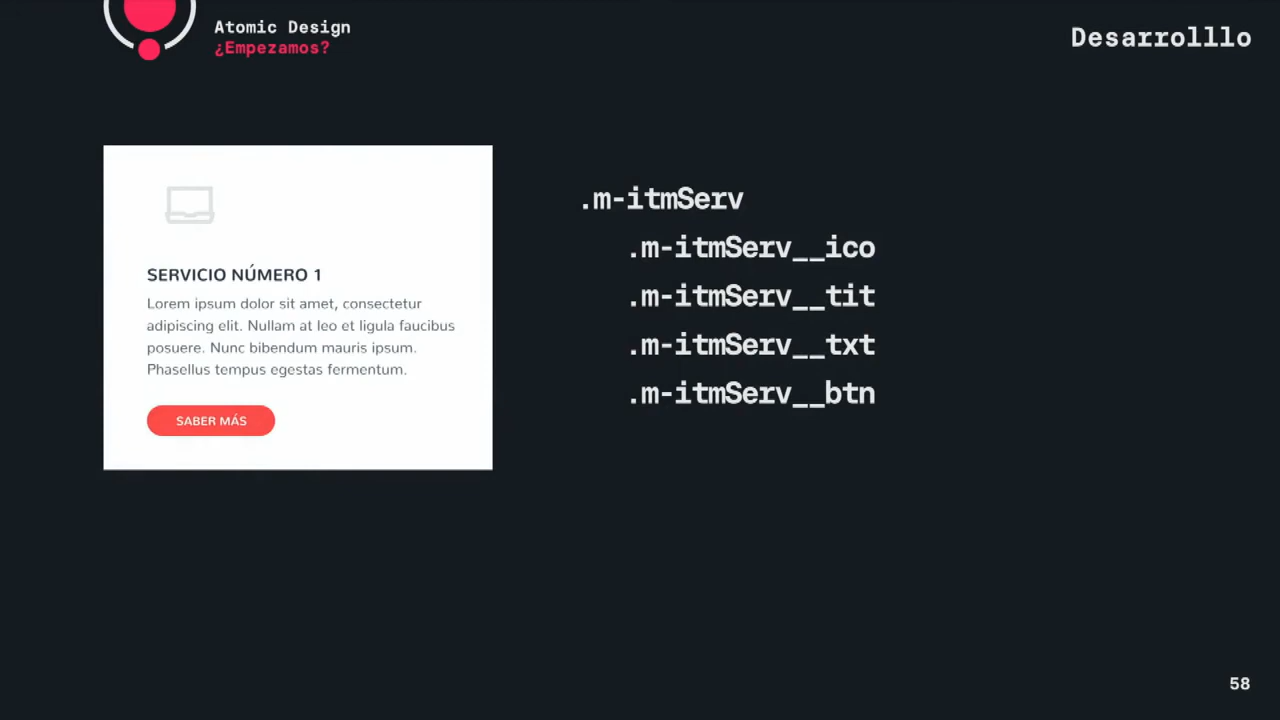 Atomic Design
¿Empezamos?
Desarrolllo
SERVICIO NÚMERO 1
Lorem ipsum dolor sit amet, consectetur
adipiscing elit. Nullam at leo et ligula faucibus
posuere. Nunc bibendum mauris ipsum.
Phasellus tempus egestas fermentum.
SABER MÁS
.m-itmServ
.m-itmServ__ico
.m-itmServ__tit
.m-itmServ__txt
.m-itmServ__btn
58